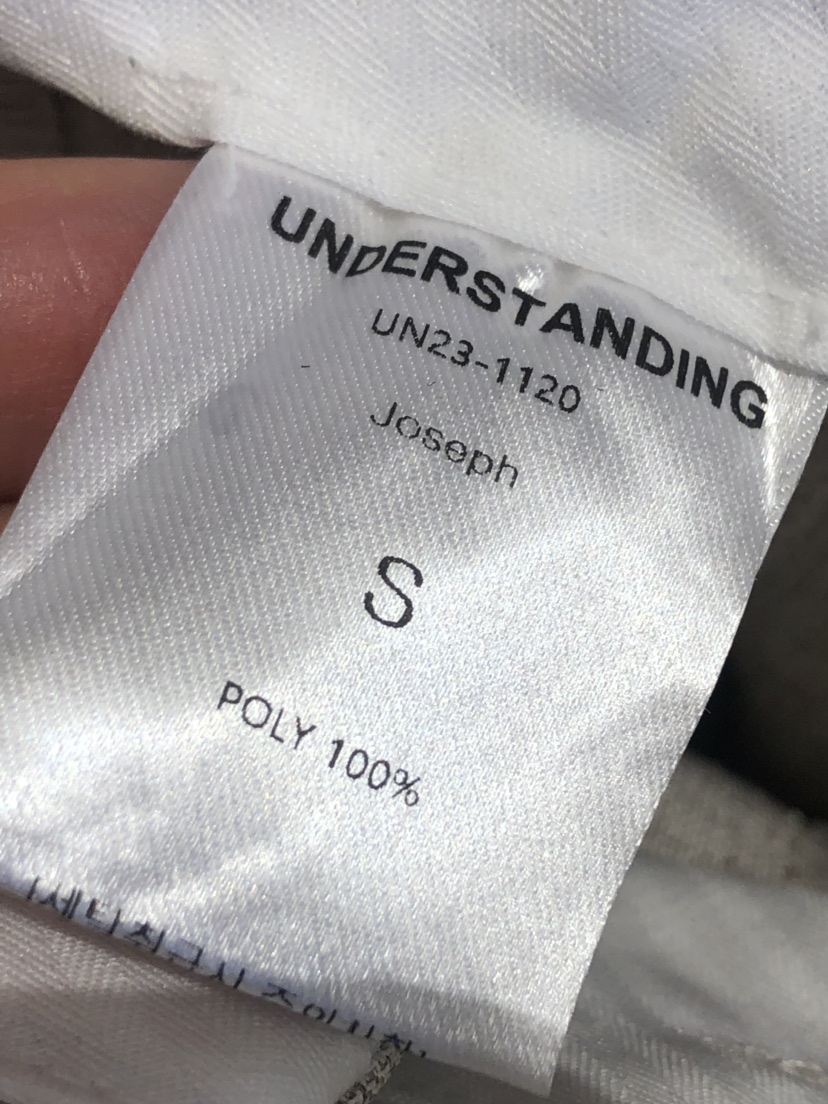 UNDERSTANDING
UN23-1120
Joseph
S
POLY 100%